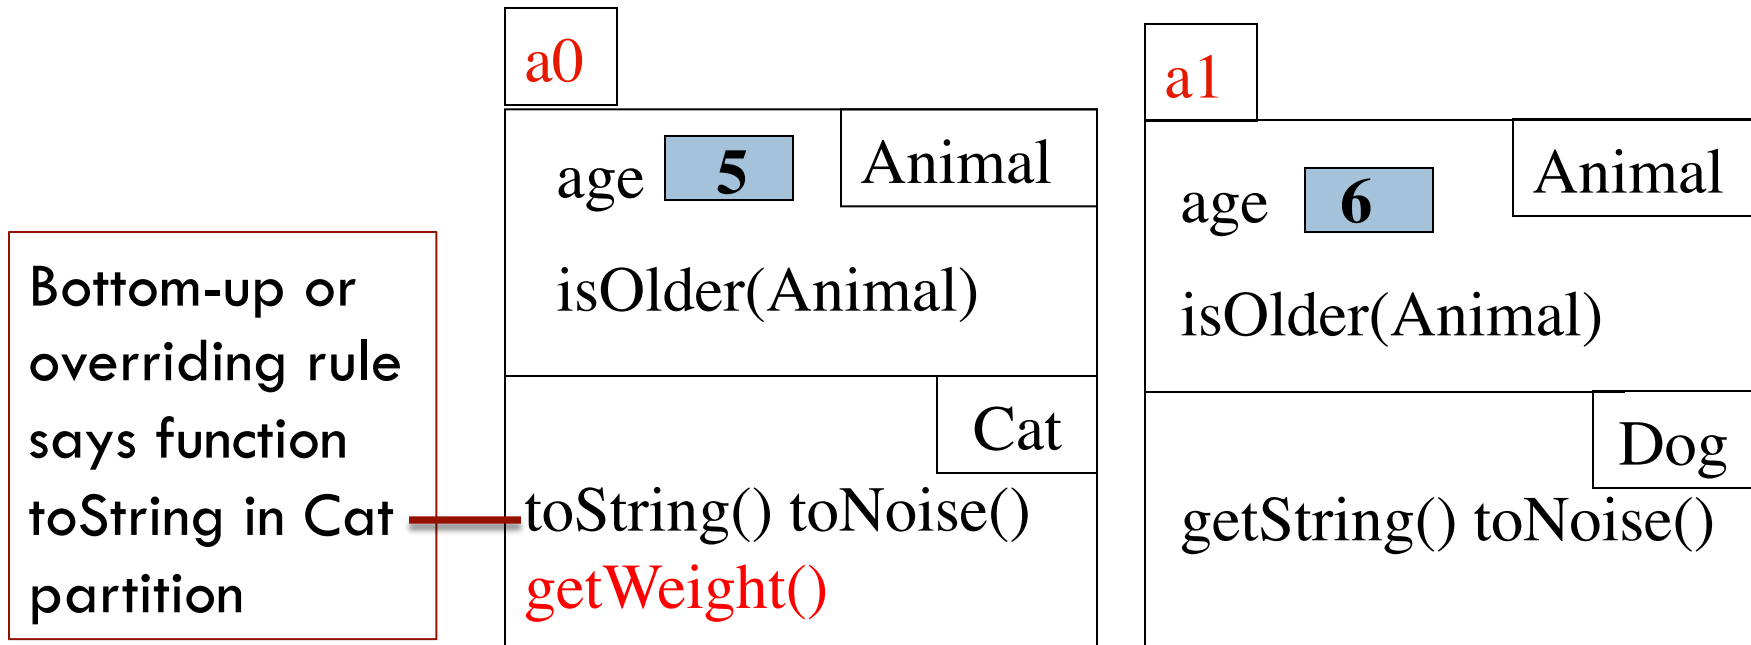 Bottom-up or
overriding rule
says function
toString in Cat
partition
a0
age 5 Animal
isOlder(Animal)
Cat
toString() toNoise()
getWeight()
a1
age 6 Animal
isOlder(Animal)
Dog
getString() toNoise()